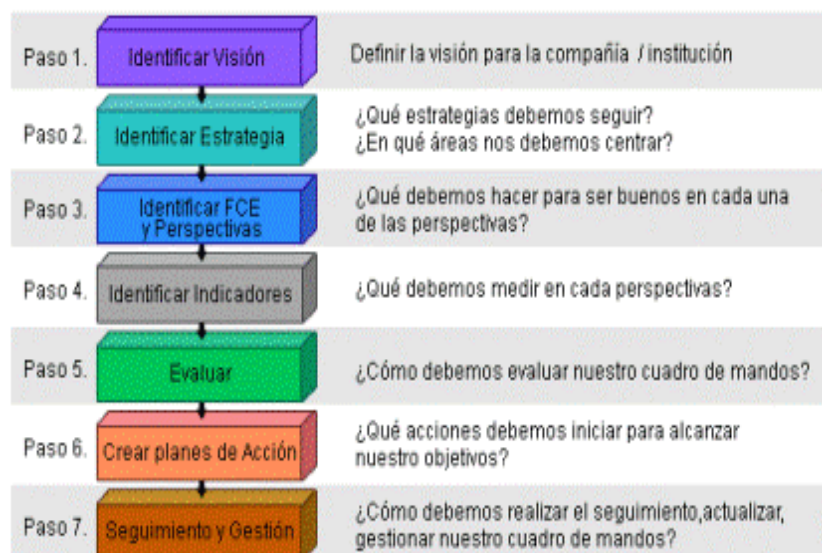 Paso 1.
Identificar Visión
Definir la visión para la compañía / institución
Paso 2.
Identificar Estrategia
¿Qué estrategias debemos seguir?
¿En qué áreas nos debemos centrar?
Paso 3.
Identificar FCE
y Perspectivas
¿Qué debemos hacer para ser buenos en cada una
de las perspectivas?
Paso 4.
Identificar Indicadores
¿Qué debemos medir en cada perspectivas?
Paso 5.
Evaluar
¿Cómo debemos evaluar nuestro cuadro de mandos?
Paso 6.
Crear planes de Acción
¿Qué acciones debemos iniciar para alcanzar
nuestro objetivos?
Paso 7.
Seguimiento y Gestión
¿Cómo debemos realizar el seguimiento,actualizar,
gestionar nuestro cuadro de mandos?